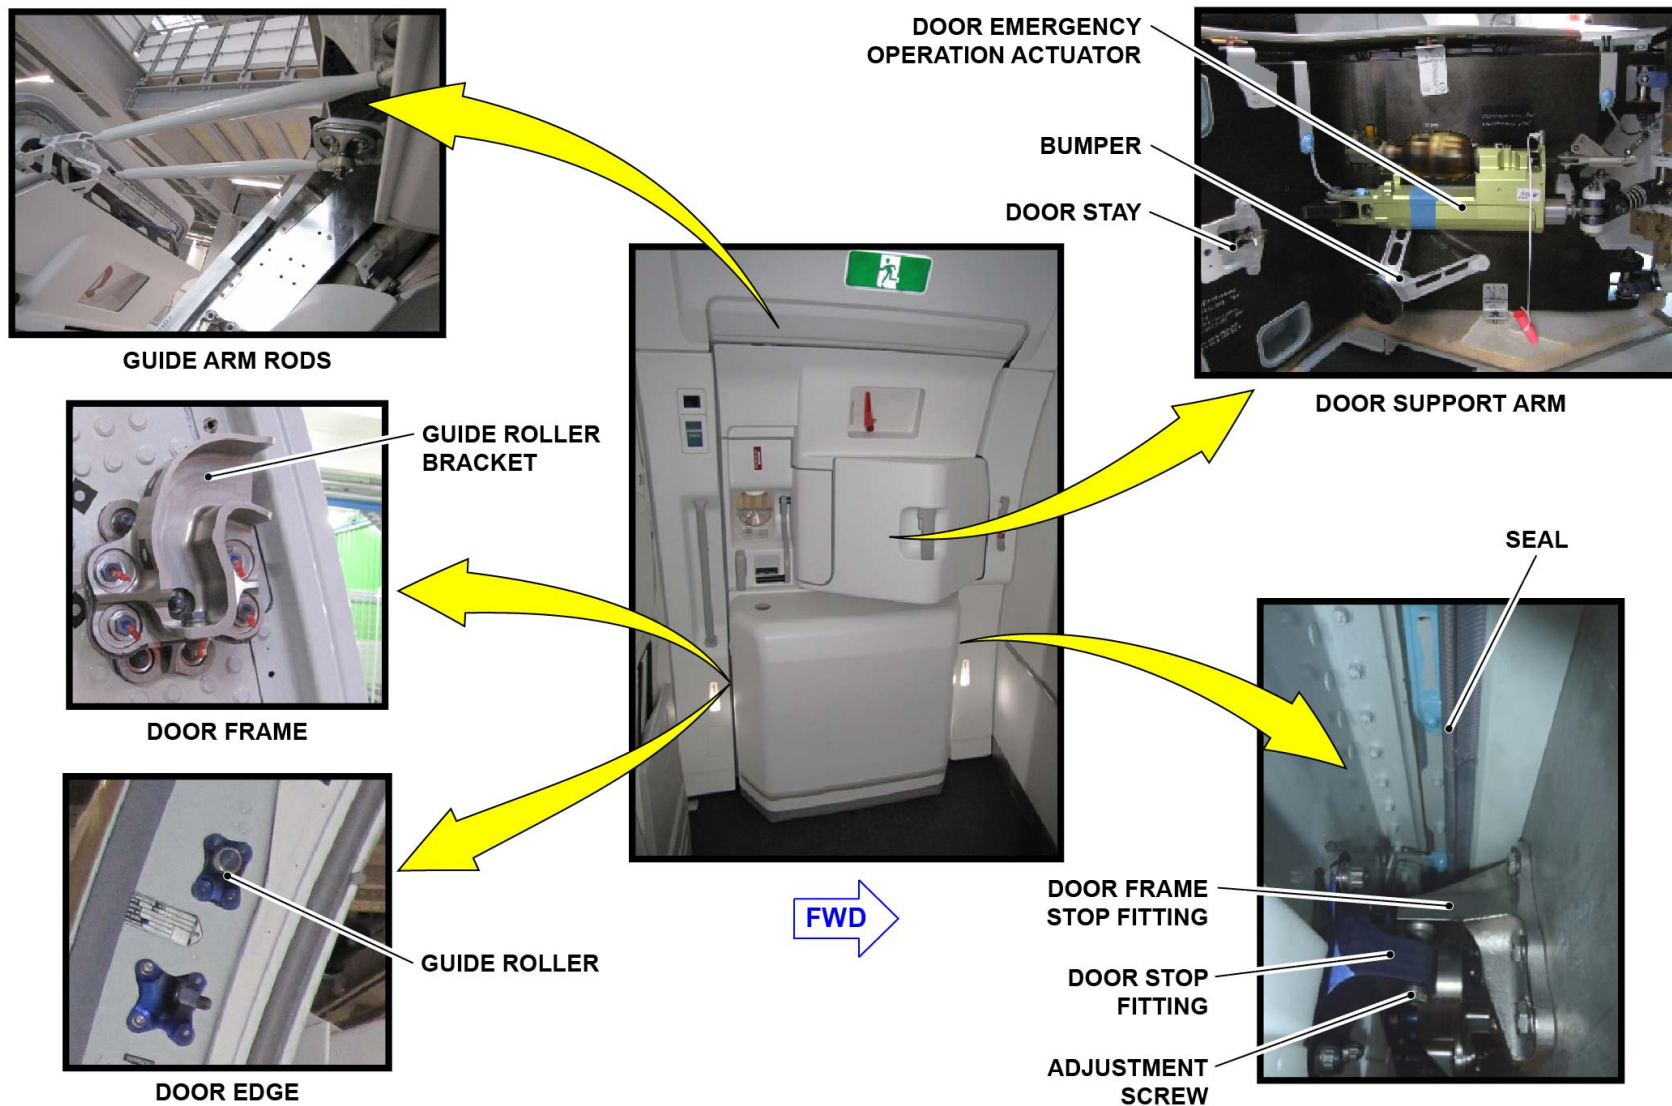 DOOR EMERGENCY
OPERATION ACTUATOR
BUMPER
DOOR STAY
GUIDE ARM RODS
DOOR SUPPORT ARM
GUIDE ROLLER
BRACKET
SEAL
DOOR FRAME
FWD
DOOR FRAME
STOP FITTING
GUIDE ROLLER
DOOR STOP
FITTING
ADJUSTMENT
SCREW
DOOR EDGE